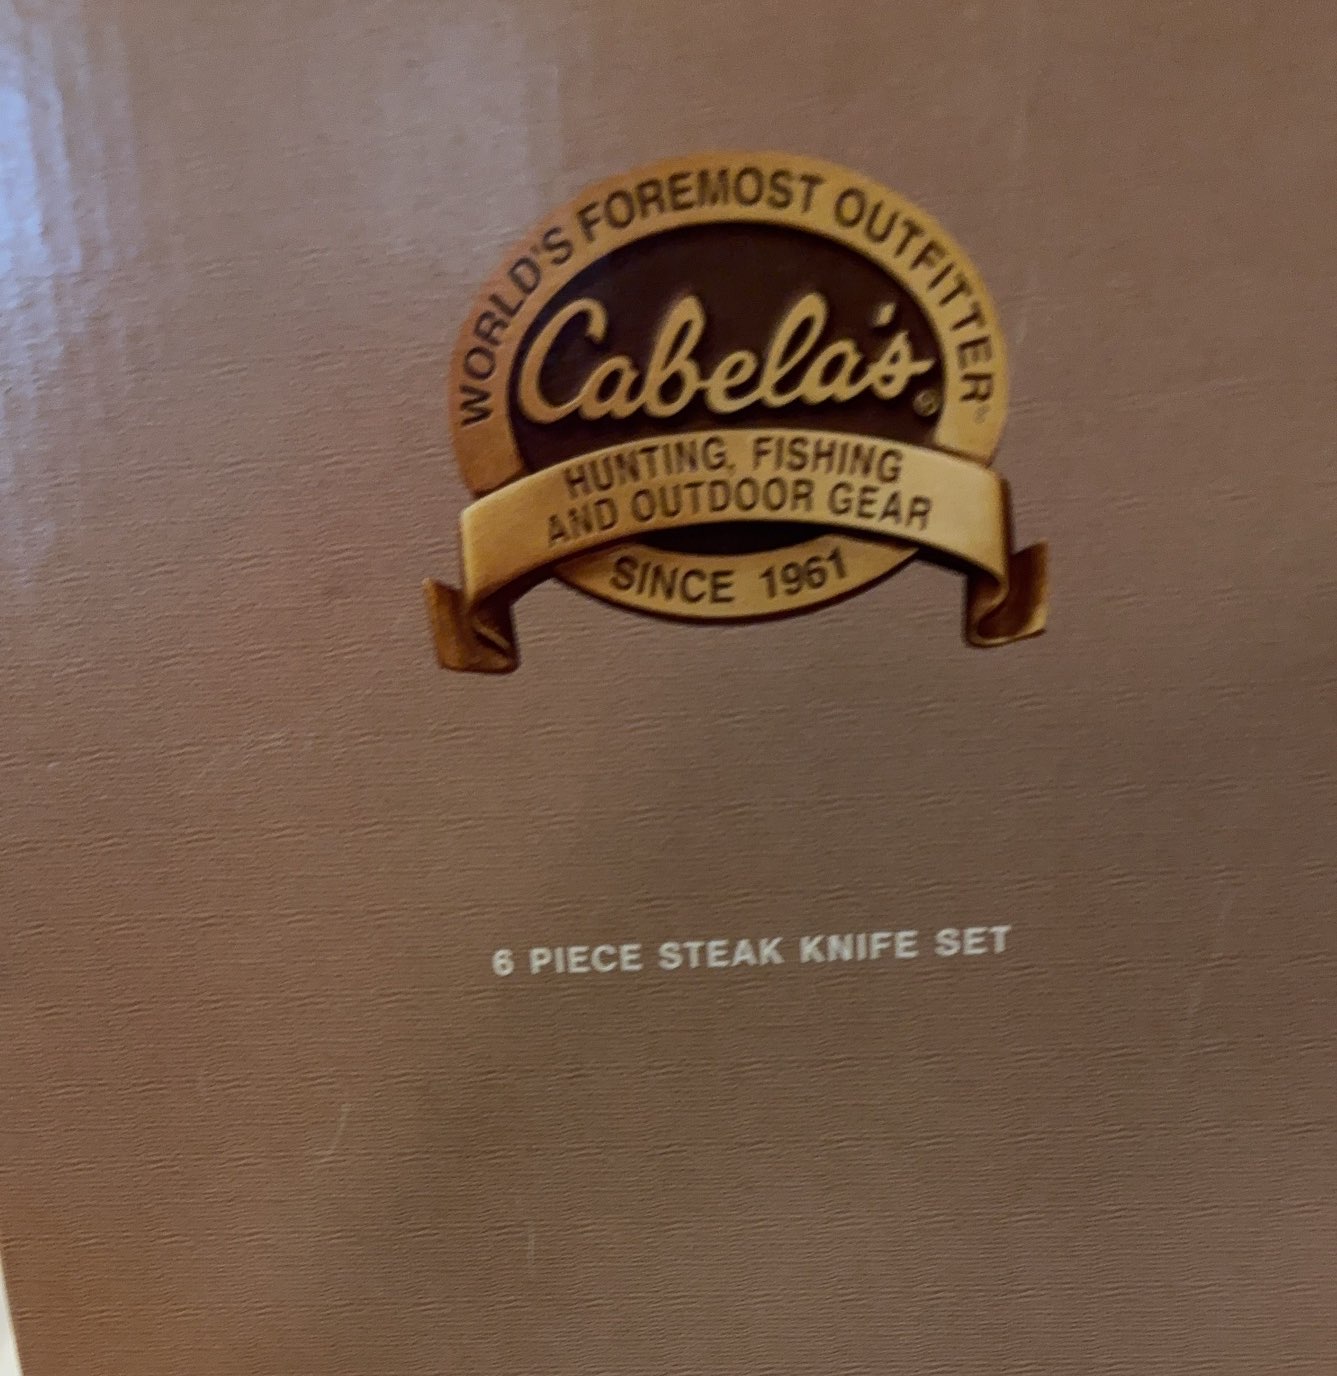 WORLD'S FOREMOST OUTFITTER®
Cabela's®
HUNTING, FISHING
AND OUTDOOR GEAR
SINCE 1961
6 PIECE STEAK KNIFE SET